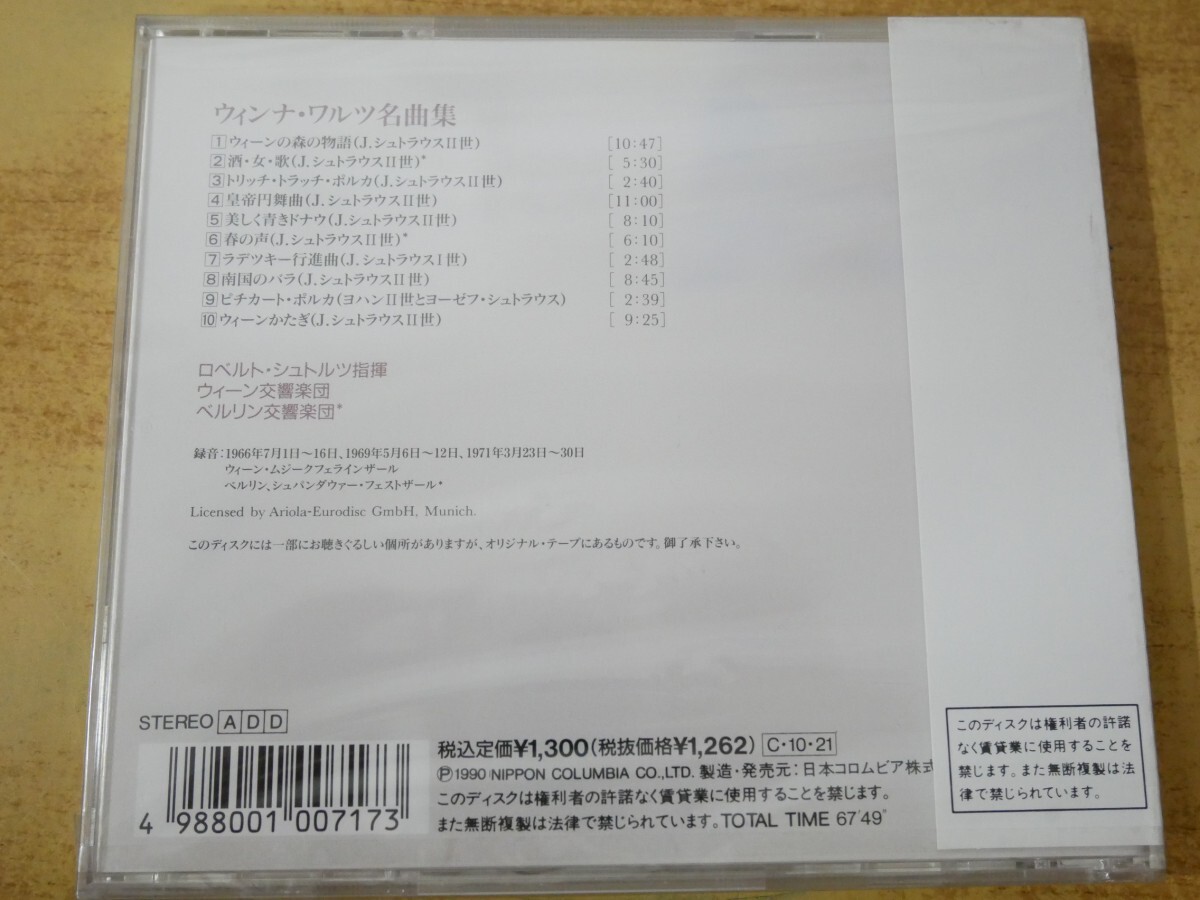 ウィンナ・ワルツ名曲集
1 ウィーンの森の物語(J.シュトラウスII世) [10:47]
2 酒・女・歌(J.シュトラウスII世)* [ 5:30]
3 トリッチ・トラッチ・ポルカ(J.シュトラウスII世) [ 2:40]
4 皇帝円舞曲(J.シュトラウスII世) [11:00]
5 美しく青きドナウ(J.シュトラウスII世) [ 8:10]
6 春の声(J.シュトラウスII世)* [ 6:10]
7 ラデツキー行進曲(J.シュトラウスI世) [ 2:48]
8 南国のバラ(J.シュトラウスII世) [ 8:45]
9 ピチカート・ポルカ(ヨハンII世とヨーゼフ・シュトラウス) [ 2:39]
10 ウィーンかたぎ(J.シュトラウスII世) [ 9:25]
ロベルト・シュトルツ指揮
ウィーン交響楽団
ベルリン交響楽団*
録音:1966年7月1日〜16日、1969年5月6日〜12日、1971年3月23日〜30日
ウィーン・ムジークフェラインザール
ベルリン、シュパンダウァー・フェストザール*
Licensed by Ariola-Eurodisc GmbH, Munich.
このディスクには一部にお聴きぐるしい個所がありますが、オリジナル・テープにあるものです。御了承下さい。
STEREO A D D
税込定価¥1,300(税抜価格¥1,262) C・10・21
Ⓟ1990 NIPPON COLUMBIA CO.,LTD. 製造・発売元:日本コロムビア株式
このディスクは権利者の許諾なく賃貸業に使用することを禁じます。
また無断複製は法律で禁じられています。TOTAL TIME 67'49"
4 988001 007173
このディスクは権利者の許諾
なく賃貸業に使用することを
禁じます。また無断複製は法
律で禁じられています。